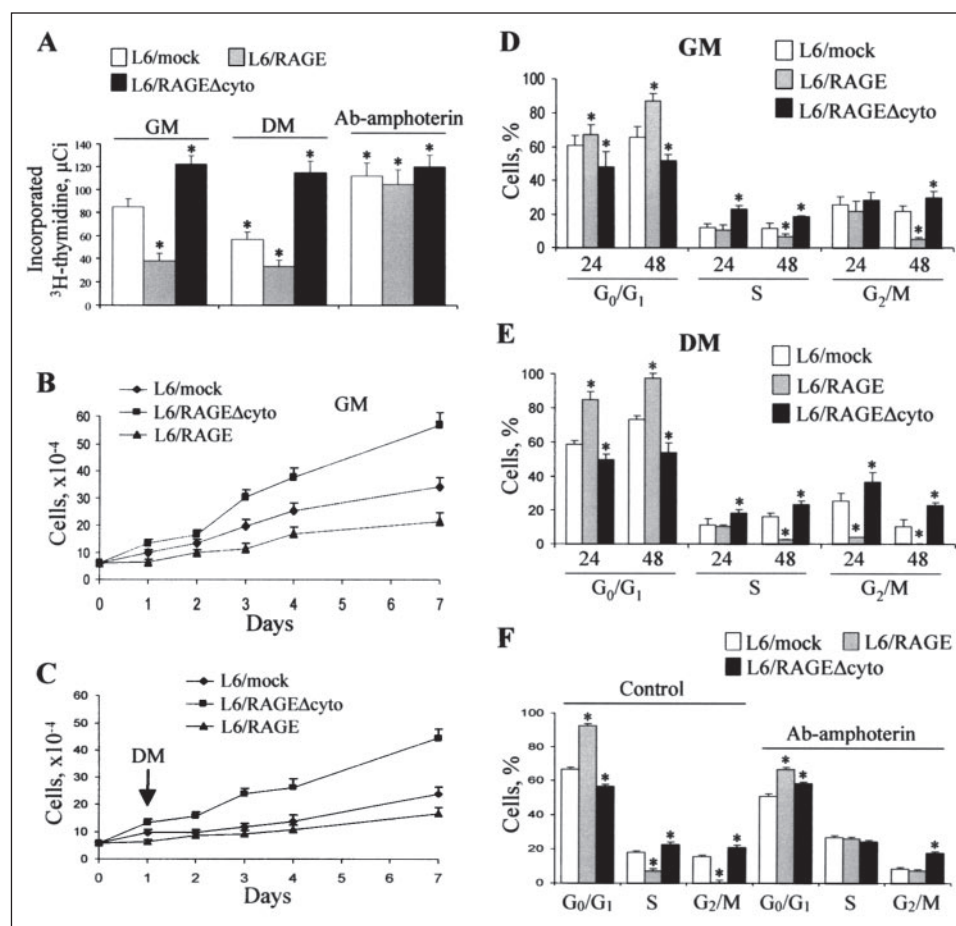 A
L6/mock
L6/RAGE
L6/RAGEΔcyto
GM
DM
Ab-amphoterin
Incorporated
³H-thymidine, µCi
140
120
100
80
60
40
20
0
* * * * * * *
B
L6/mock
L6/RAGEΔcyto
L6/RAGE
GM
Cells, x10-4
60
50
40
30
20
10
0
0 1 2 3 4 5 6 7
Days
C
L6/mock
L6/RAGEΔcyto
L6/RAGE
DM
Cells, x10-4
60
40
20
10
0
0 1 2 3 4 5 6 7
Days
D
GM
L6/mock
L6/RAGE
L6/RAGEΔcyto
Cells, %
100
80
60
40
20
0
* * * * * * * * *
24 48 24 48 24 48
G₀/G₁ S G₂/M
E
DM
L6/mock
L6/RAGE
L6/RAGEΔcyto
Cells, %
100
80
60
40
20
0
* * * * * * * * * * *
24 48 24 48 24 48
G₀/G₁ S G₂/M
F
L6/mock
L6/RAGE
L6/RAGEΔcyto
Control
Ab-amphoterin
Cells, %
100
80
60
40
20
0
* * * * * * * * *
G₀/G₁ S G₂/M G₀/G₁ S G₂/M